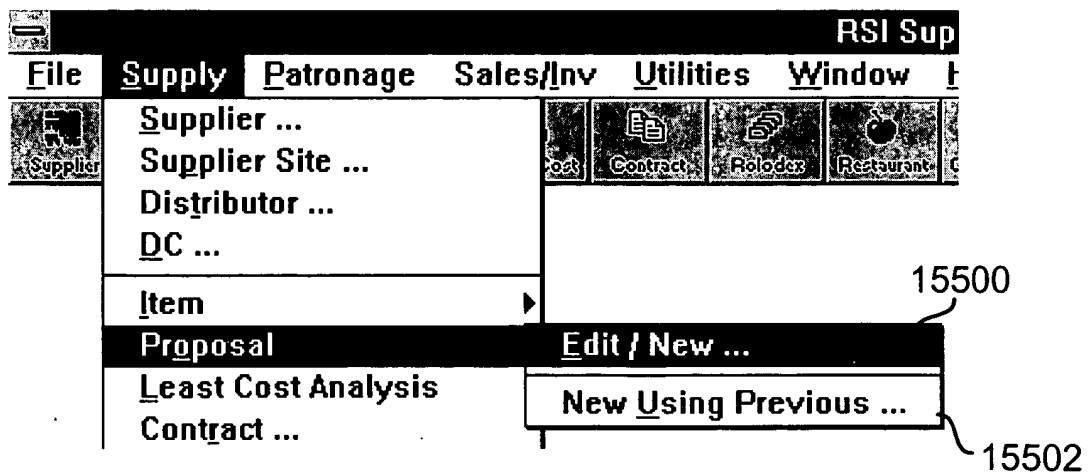 RSI Sup
File Supply Patronage Sales/Inv Utilities Window H
Supplier Cost Contract Rolodex Restaurant
Supplier ...
Supplier Site ...
Distributor ...
DC ...
Item
Proposal
Least Cost Analysis
Contract ...
Edit / New ...
New Using Previous ...
15500
15502